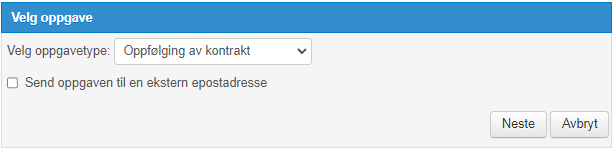 Velg oppgave
Velg oppgavetype: Oppfølging av kontrakt
Send oppgaven til en ekstern epostadresse
Neste Avbryt